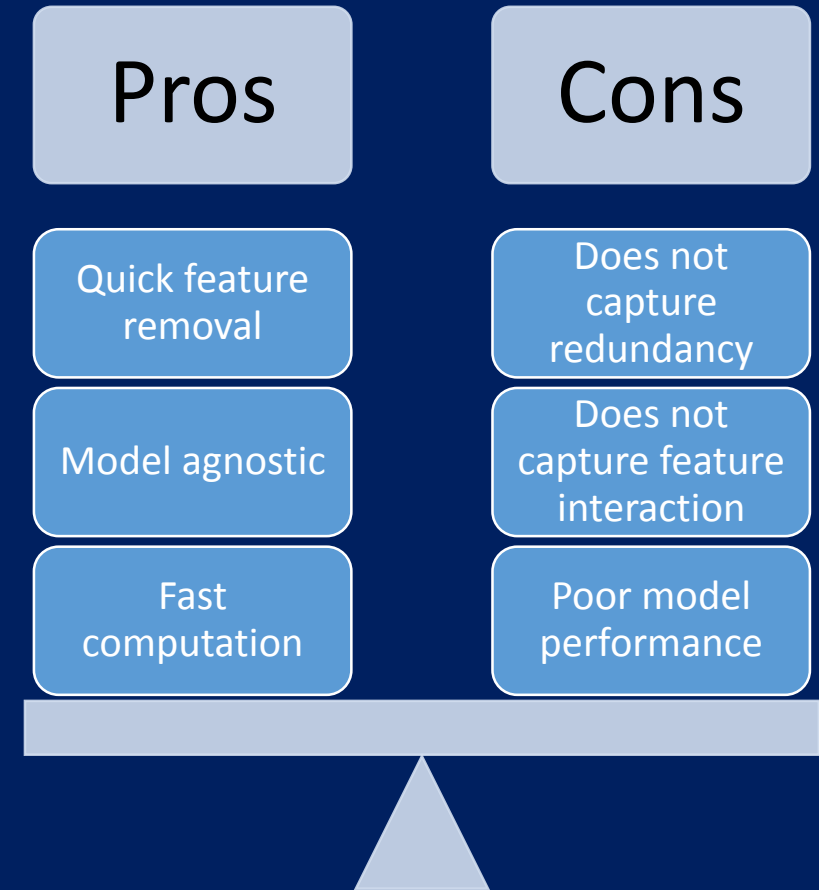 Pros
Quick feature
removal
Model agnostic
Fast
computation
Cons
Does not
capture
redundancy
Does not
capture feature
interaction
Poor model
performance